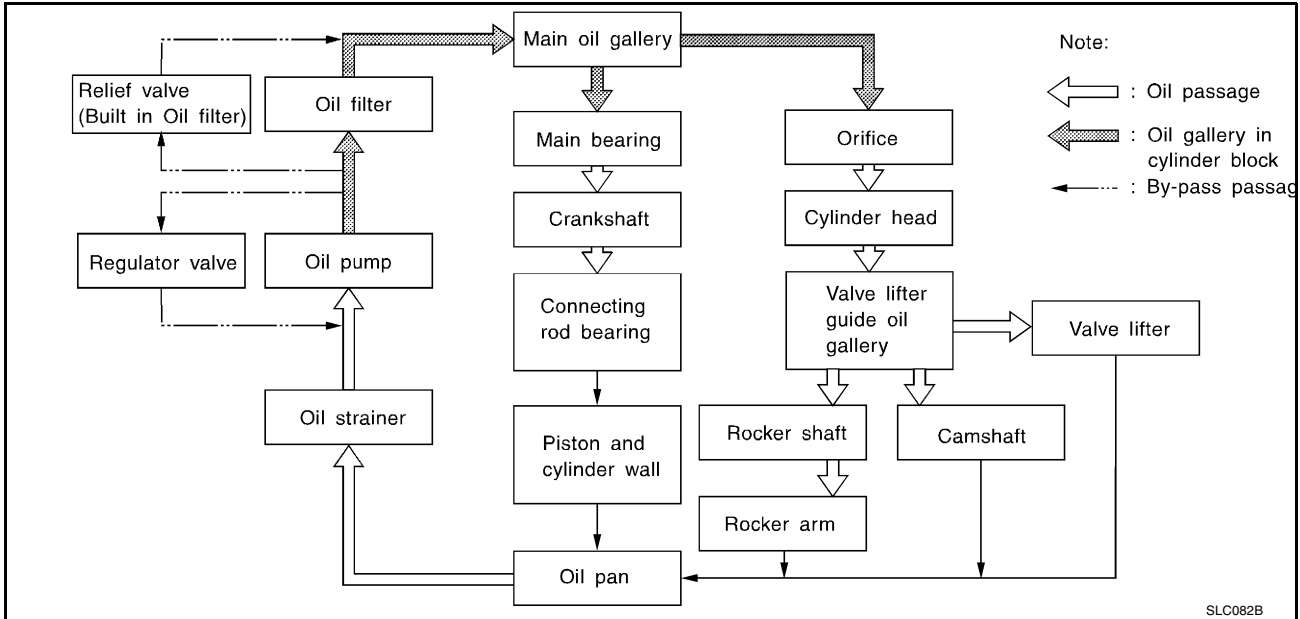 Main oil gallery
Note:
Relief valve
(Built in Oil filter)
Oil filter
: Oil passage
Main bearing
Orifice
: Oil gallery in
cylinder block
: By-pass passag
Crankshaft
Cylinder head
Regulator valve
Oil pump
Connecting
rod bearing
Valve lifter
guide oil
gallery
Valve lifter
Oil strainer
Piston and
cylinder wall
Rocker shaft
Camshaft
Rocker arm
Oil pan
SLC082B